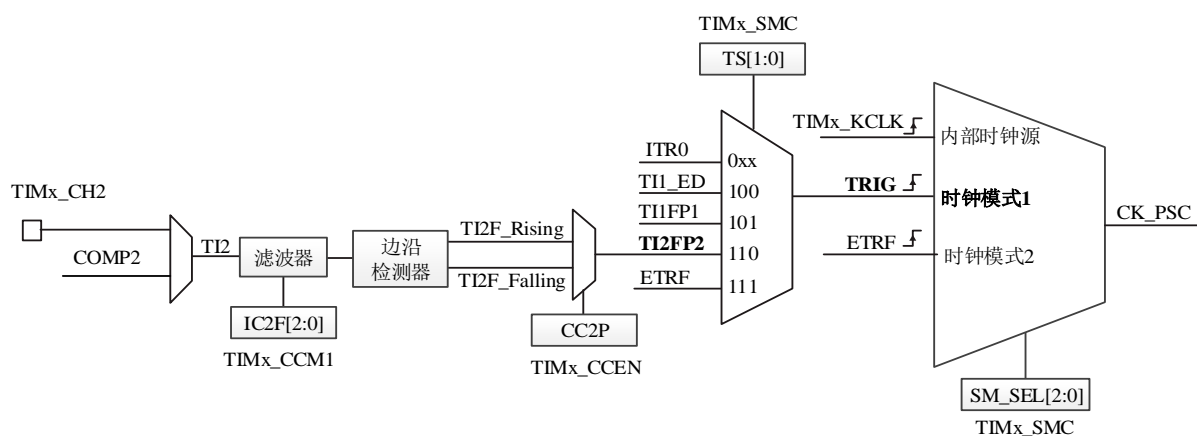 TIMx_SMC
TS[1:0]
TIMx_KCLK
内部时钟源
ITR0
0xx
TIMx_CH2
TI1_ED
100
TRIG
时钟模式1
TI1FP1
101
CK_PSC
TI2F_Rising
COMP2
TI2
滤波器
边沿
检测器
TI2FP2
110
ETRF
时钟模式2
TI2F_Falling
ETRF
111
IC2F[2:0]
CC2P
TIMx_CCM1
TIMx_CCEN
SM_SEL[2:0]
TIMx_SMC